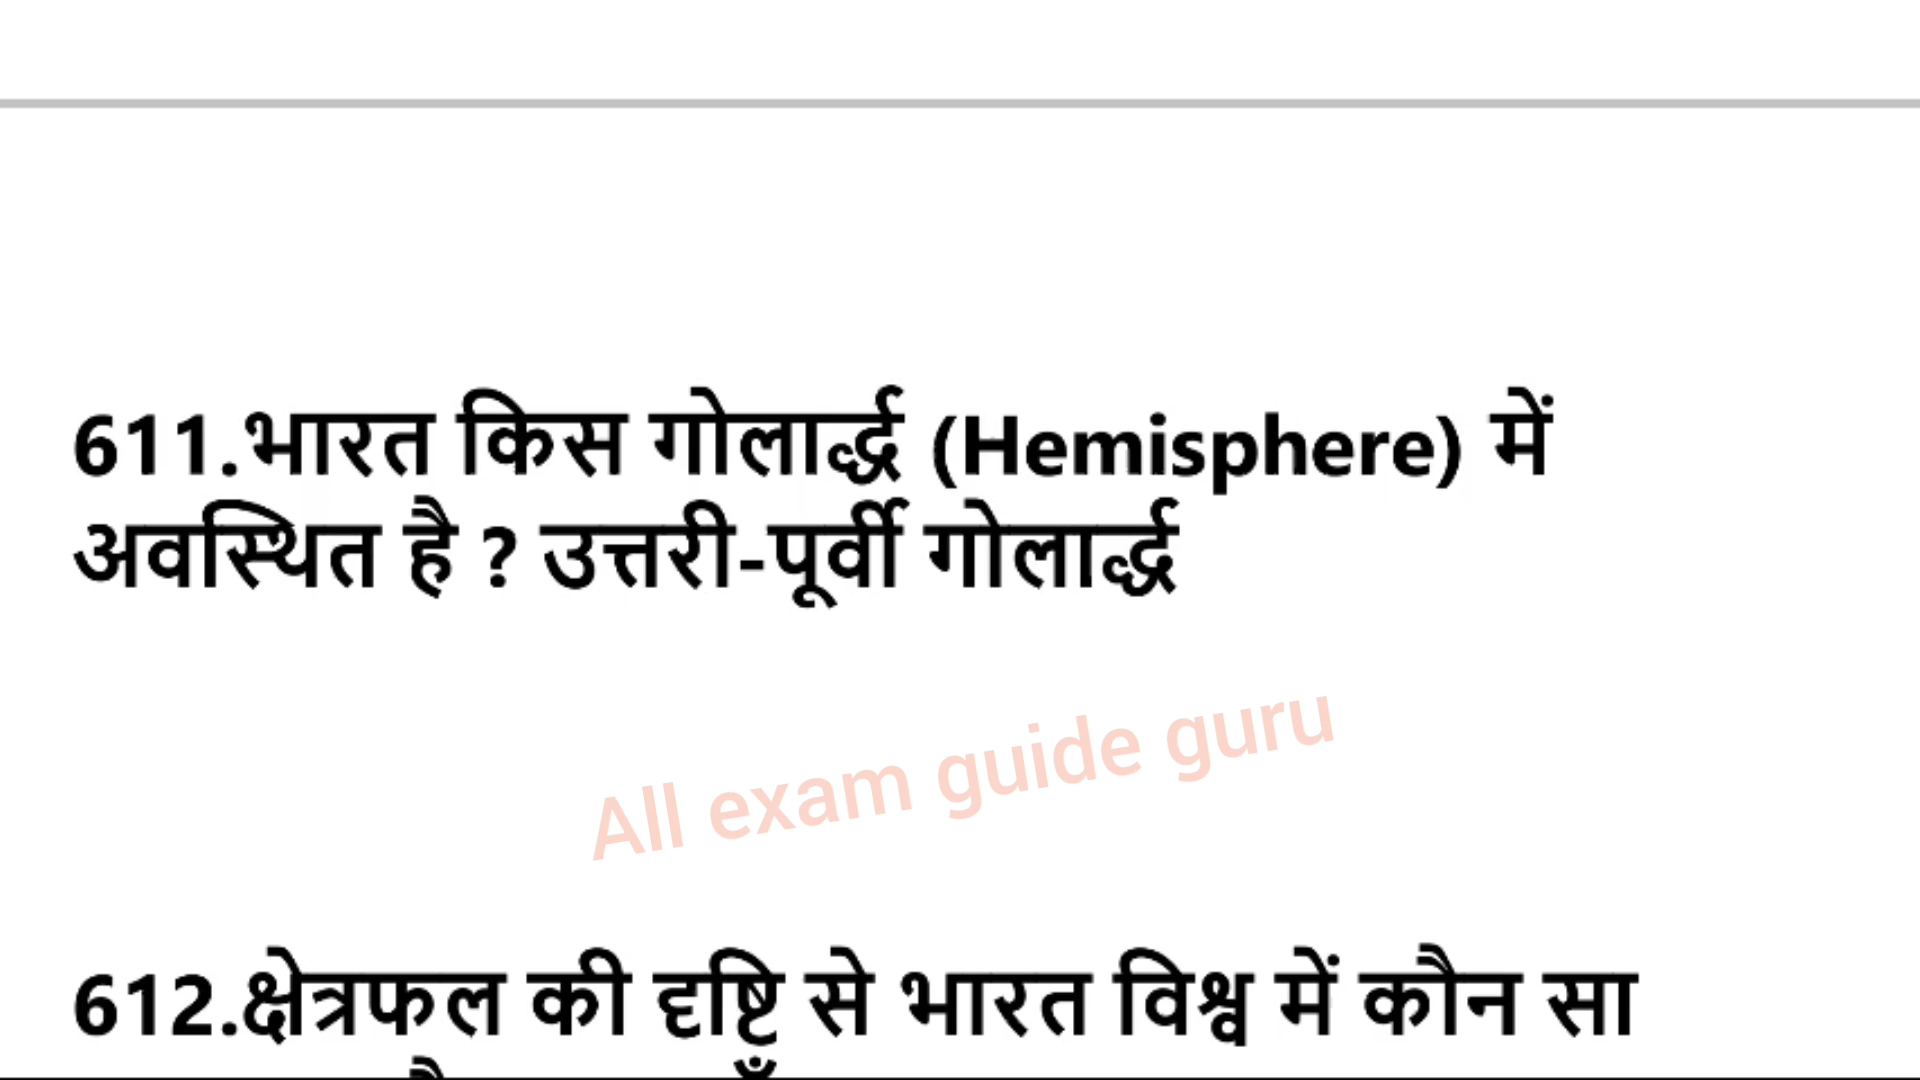 611.भारत किस गोलार्द्ध (Hemisphere) में
अवस्थित है ? उत्तरी-पूर्वी गोलार्द्ध
All exam guide guru
612.क्षेत्रफल की दृष्टि से भारत विश्व में कौन सा